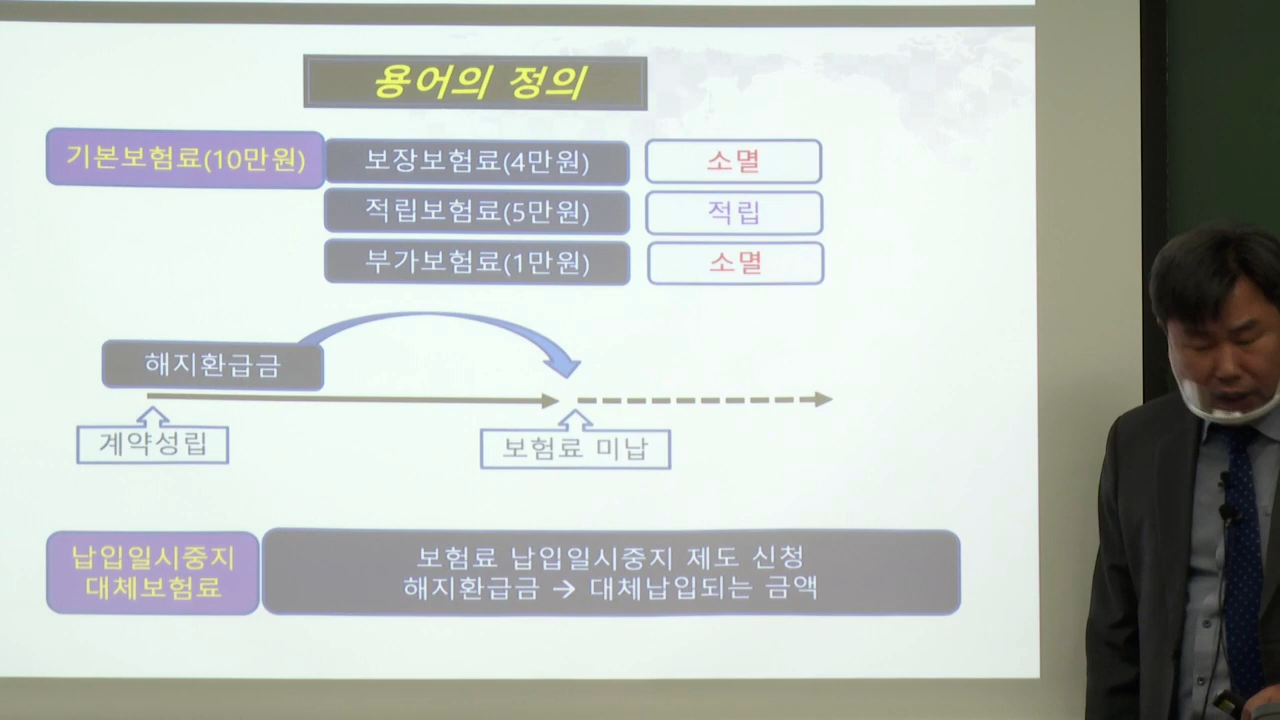 용어의 정의
기본보험료(10만원) 보장보험료(4만원) 소멸
적립보험료(5만원) 적립
부가보험료(1만원) 소멸
해지환급금
계약성립 보험료 미납
납입일시중지
대체보험료
보험료 납입일시중지 제도 신청
해지환급금 → 대체납입되는 금액